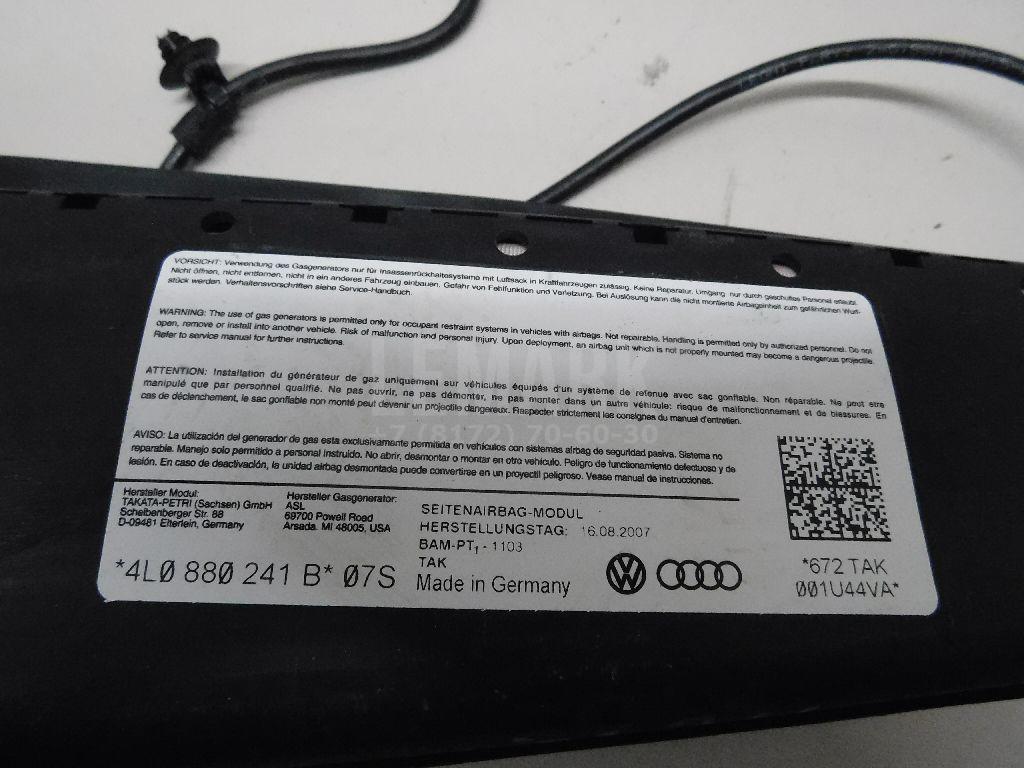 VORSICHT: Verwendung des Gasgenerators nur für Insassenrückhaltesysteme mit Luftsack in Kraftfahrzeugen zulässig. Keine Reparatur. Umgang nur durch geschultes Personal erlaubt.
Nicht öffnen, nicht entfernen, nicht in ein anderes Fahrzeug einbauen. Gefahr von Fehlfunktion und Verletzung. Bei Auslösung kann die nicht montierte Airbageinheit zum gefährlichen Wurf-
stück werden. Verhaltensvorschriften siehe Service-Handbuch.
WARNING: The use of gas generators is permitted only for occupant restraint systems in vehicles with airbags. Not repairable. Handling is permitted only by authorized personnel. Do not
open, remove or install into another vehicle. Risk of malfunction and personal injury. Upon deployment, an airbag unit which is not properly mounted may become a dangerous projectile.
Refer to service manual for further instructions.
ATTENTION: Installation du générateur de gaz uniquement sur véhicules équipés d'un système de retenue avec sac gonflable. Non réparable. Ne peut etre
manipulé que par personnel qualifié. Ne pas ouvrir, ne pas démonter, ne pas monter dans un autre véhicule: risque de malfonctionnement et de blessures. En
cas de déclenchement, le sac gonflable non monté peut devenir un projectile dangereux. Raspecter strictement les consignes du manuel d'entretien.
7 (8172) 70-60-30
AVISO: La utilización del generador de gas esta exclusivamente permitida en vehículos con sistemas airbag de seguridad pasiva. Sistema no
reparable. Manejo solo permitido a personal instruido. No abrir, desmontar o montar en otro vehículo. Peligro de funcionamiento defectuoso y de
lesión. En caso de deactivación, la unidad airbag desmontada puede convertirse en un proyectil peligroso. Vease manual de instrucciones.
Hersteller Modul:
TAKATA-PETRI (Sachsen) GmbH
Scheibenberger Str. 88
D-09481 Elterlein, Germany
Hersteller Gasgenerator:
ASL
69700 Powell Road
Arsada. MI 48005, USA
SEITENAIRBAG-MODUL
HERSTELLUNGSTAG: 16.08.2007
BAM-PT₁ - 1103
TAK
Made in Germany
*4L0 880 241 B* 07S
*672 TAK
001U44VA*